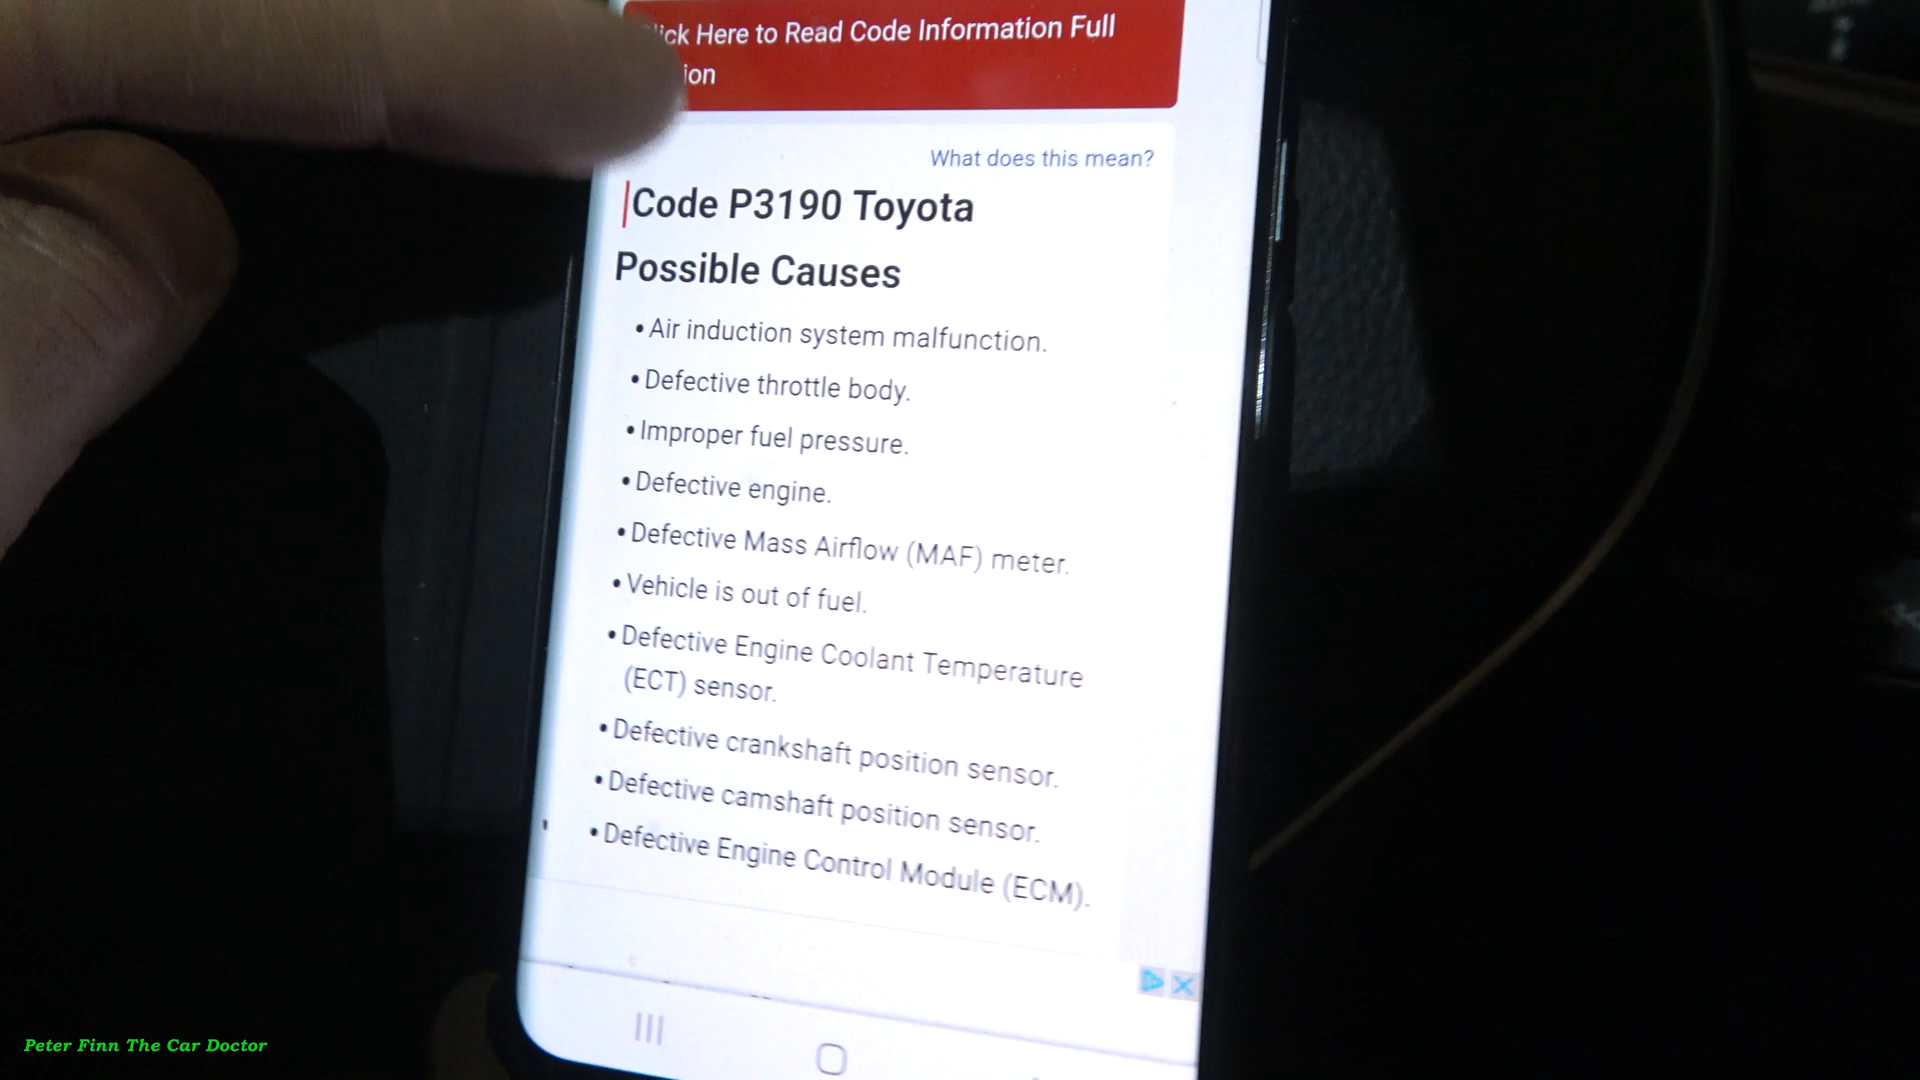 Here to Read Code Information Full
What does this mean?
Code P3190 Toyota
Possible Causes
• Air induction system malfunction.
• Defective throttle body.
• Improper fuel pressure.
• Defective engine.
• Defective Mass Airflow (MAF) meter.
• Vehicle is out of fuel.
• Defective Engine Coolant Temperature
(ECT) sensor.
• Defective crankshaft position sensor.
• Defective camshaft position sensor.
• Defective Engine Control Module (ECM).
Peter Finn The Car Doctor